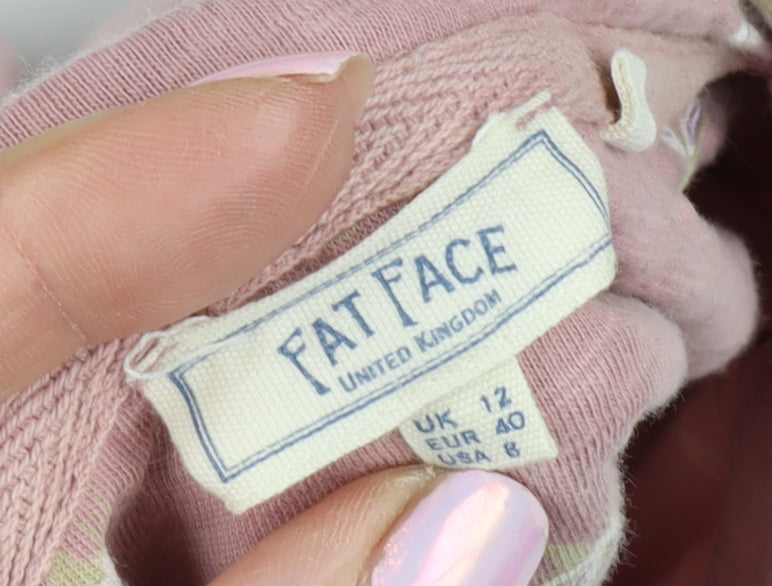 FAT FACE
UNITED KINGDOM
UK 12
EUR 40
USA 8